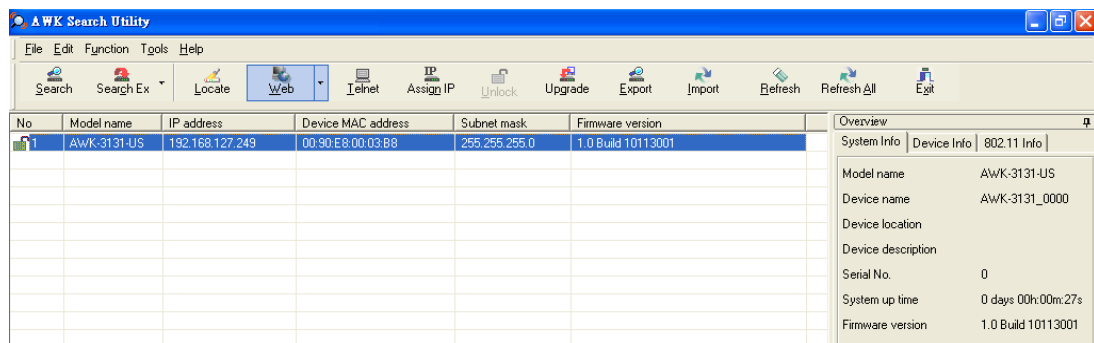 AWK Search Utility
File Edit Function Tools Help
Search Search Ex Locate Web Telnet Assign IP Unlock Upgrade Export Import Refresh Refresh All Exit
No Model name IP address Device MAC address Subnet mask Firmware version
1 AWK-3131-US 192.168.127.249 00:90:E8:00:03:B8 255.255.255.0 1.0 Build 10113001
Overview
System Info Device Info 802.11 Info
Model name AWK-3131-US
Device name AWK-3131_0000
Device location
Device description
Serial No. 0
System up time 0 days 00h:00m:27s
Firmware version 1.0 Build 10113001